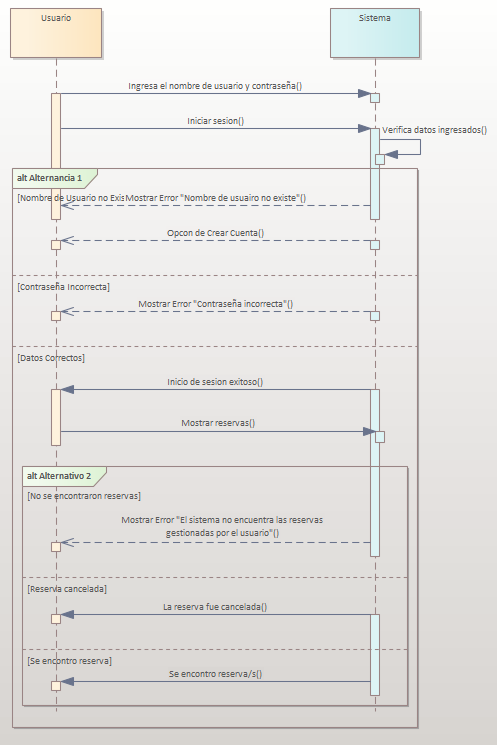 Usuario
Sistema
Ingresa el nombre de usuario y contraseña()
Iniciar sesion()
Verifica datos ingresados()
alt Alternancia 1
[Nombre de Usuario no Exis
Mostrar Error "Nombre de usuairo no existe"()
Opcon de Crear Cuenta()
[Contraseña Incorrecta]
Mostrar Error "Contraseña incorrecta"()
[Datos Correctos]
Inicio de sesion exitoso()
Mostrar reservas()
alt Alternativo 2
[No se encontraron reservas]
Mostrar Error "El sistema no encuentra las reservas
gestionadas por el usuario"()
[Reserva cancelada]
La reserva fue cancelada()
[Se encontro reserva]
Se encontro reserva/s()